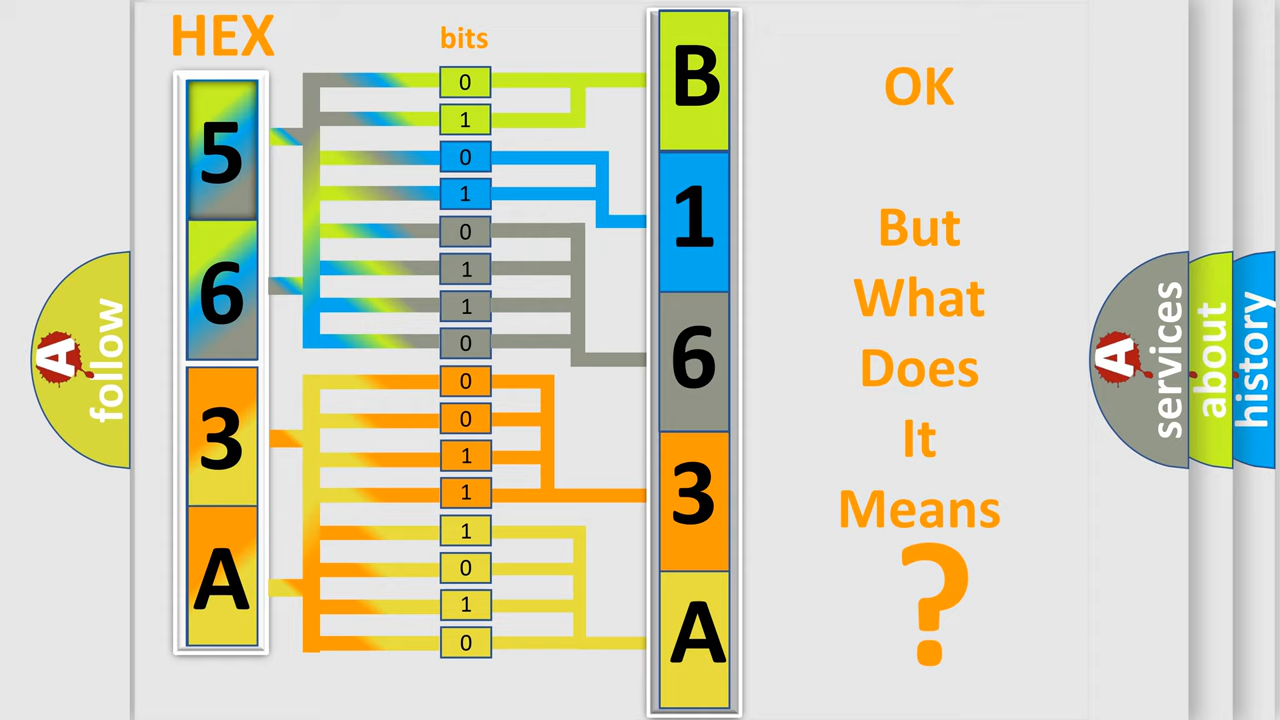 HEX
bits
5
6
3
A
0
1
0
1
0
1
1
0
0
0
1
1
1
0
1
0
B
1
6
3
A
OK
But
What
Does
It
Means
?
A
follow
A
services
about
history